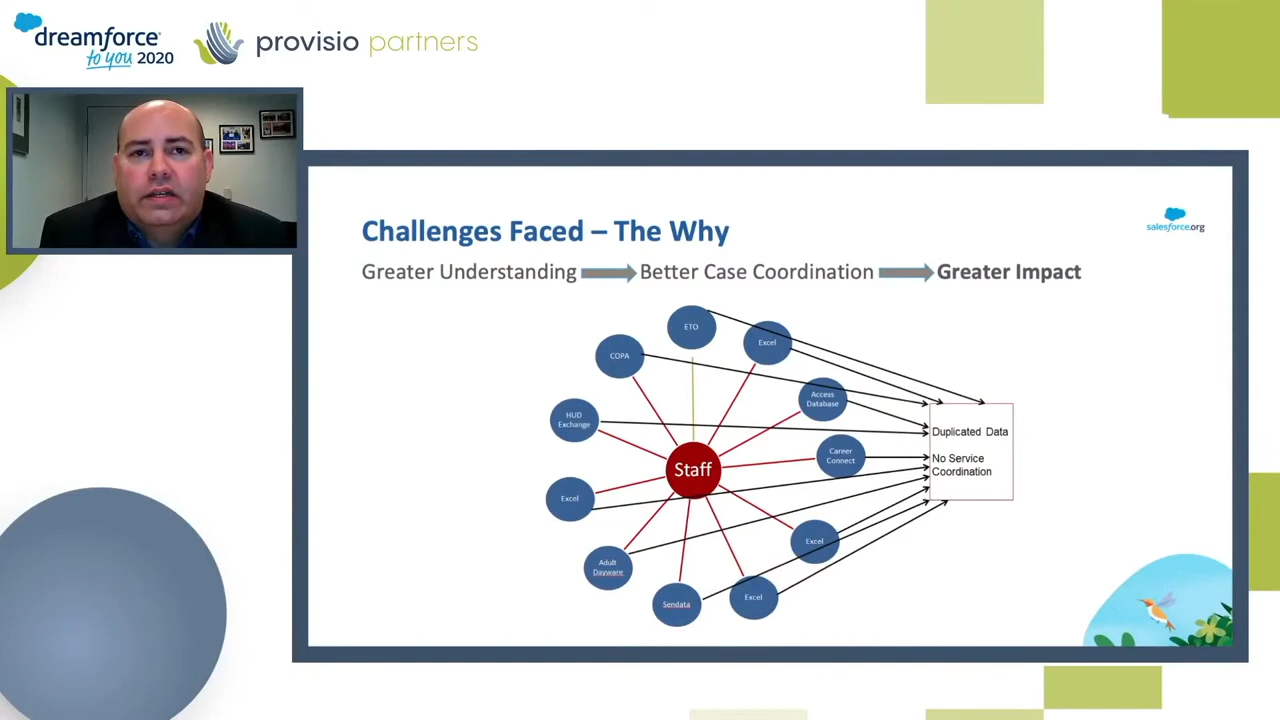 dreamforce
to you 2020
provisio partners
Challenges Faced – The Why
salesforce.org
Greater Understanding
Better Case Coordination
Greater Impact
ETO
Excel
COPA
Access
Database
HUD
Exchange
Career
Connect
Staff
Duplicated Data
No Service
Coordination
Excel
Excel
Adult
Dayware
Sendata
Excel